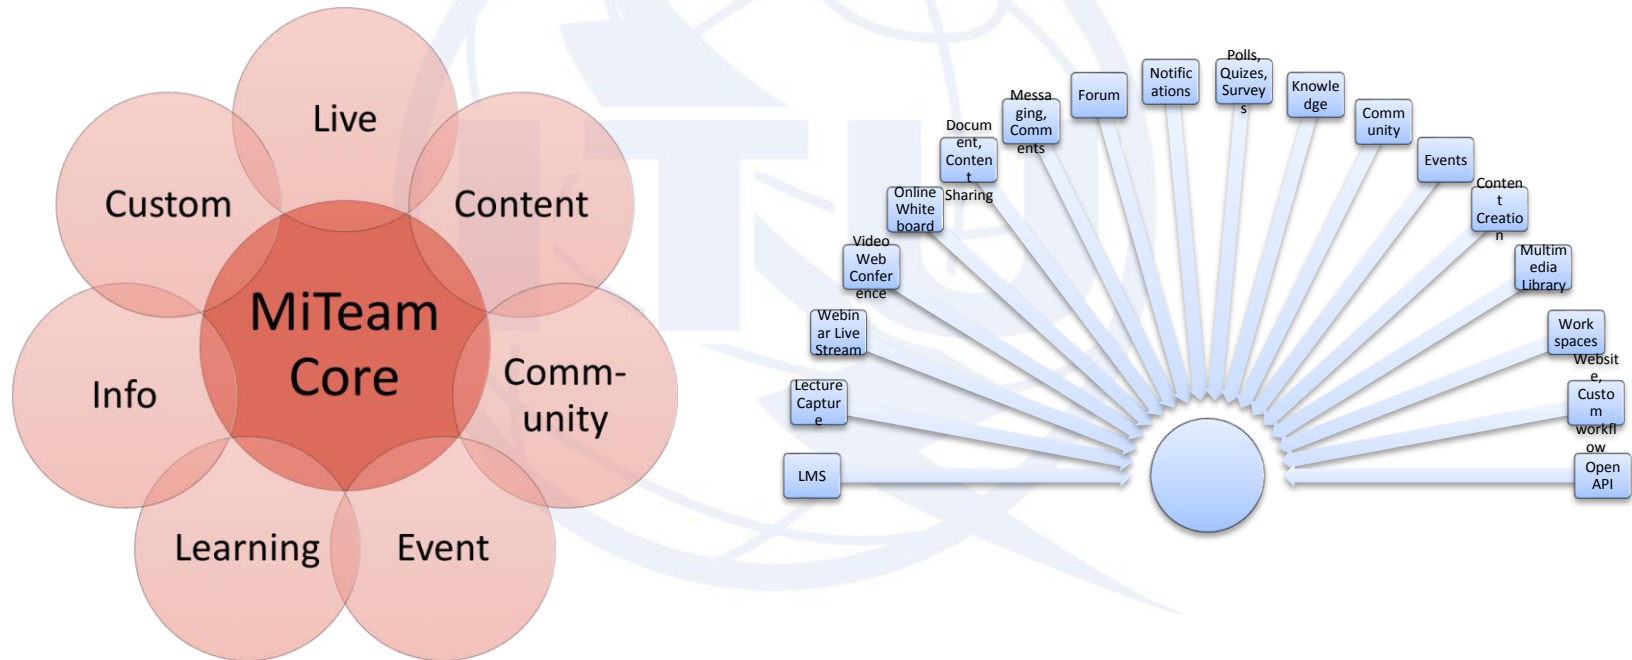 Live
Content
Comm-
unity
Event
Learning
Info
Custom
MiTeam
Core
ITU
LMS
Lecture
Captur
e
Webin
ar Live
Stream
Video
Web
Confer
ence
Online
White
board
Docum
ent,
Conten
t
Sharing
Messa
ging,
Comm
ents
Forum
Notific
ations
Polls,
Quizes,
Survey
s
Knowle
dge
Comm
unity
Events
Conten
t
Creatio
n
Multim
edia
Library
Work
spaces
Websit
e,
Custo
m
workfl
ow
Open
API